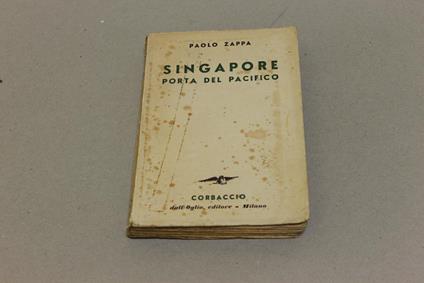 PAOLO ZAPPA
SINGAPORE
PORTA DEL PACIFICO
CORBACCIO
dall'Oglio, editore - Milano